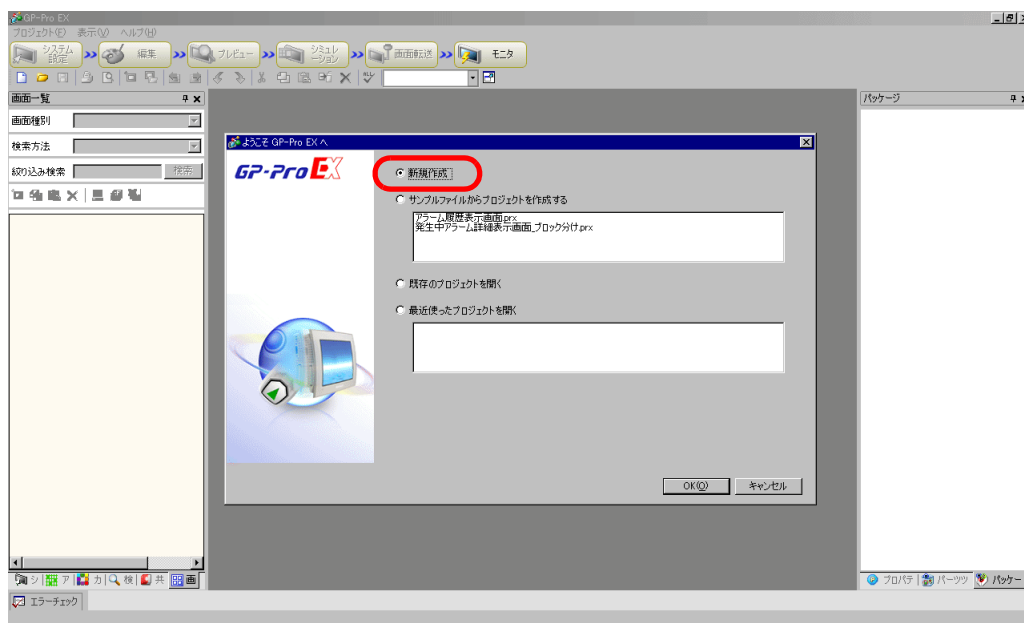 GP-Pro EX
プロジェクト(F) 表示(V) ヘルプ(H)
システム設定 編集 プレビュー シミュレーション 画面転送 モニタ
画面一覧
画面種別
検索方法
絞り込み検索 検索
ようこそ GP-Pro EX へ
GP-Pro EX
新規作成
サンプルファイルからプロジェクトを作成する
アラーム履歴表示画面.prx
発生中アラーム詳細表示画面_ブロック分け.prx
既存のプロジェクトを開く
最近使ったプロジェクトを開く
OK(O) キャンセル
パッケージ
シ ア カ 検 共 画
プロパテ パーツツ パッケー
エラーチェック